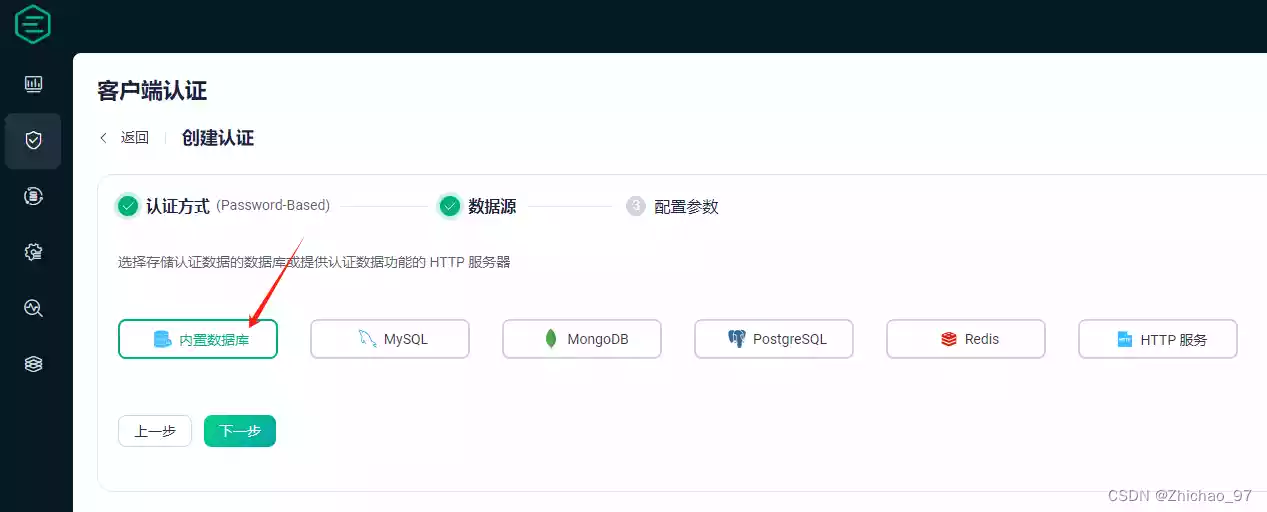 客户端认证
返回 创建认证
认证方式 (Password-Based) 数据源 3 配置参数
选择存储认证数据的数据库或提供认证数据功能的 HTTP 服务器
内置数据库 MySQL MongoDB PostgreSQL Redis HTTP HTTP 服务
上一步 下一步
CSDN @Zhichao_97